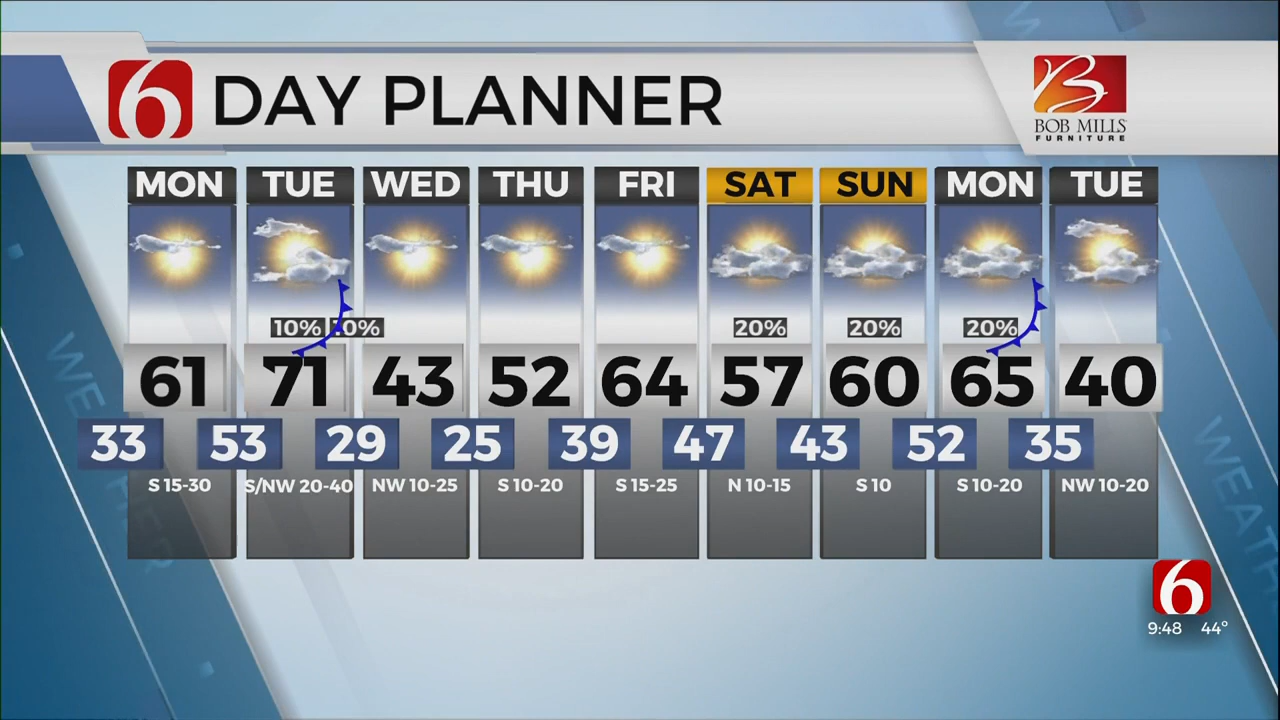 6 DAY PLANNER
B
BOB MILLS
FURNITURE
MON TUE WED THU FRI SAT SUN MON TUE
10% 20% 20% 20%
61 71 43 52 64 57 60 65 40
33 53 29 25 39 47 43 52 35
S 15-30 S/NW 20-40 NW 10-25 S 10-20 S 15-25 N 10-15 S 10 S 10-20 NW 10-20
WEATHER
WEATH
6
9:48 44°